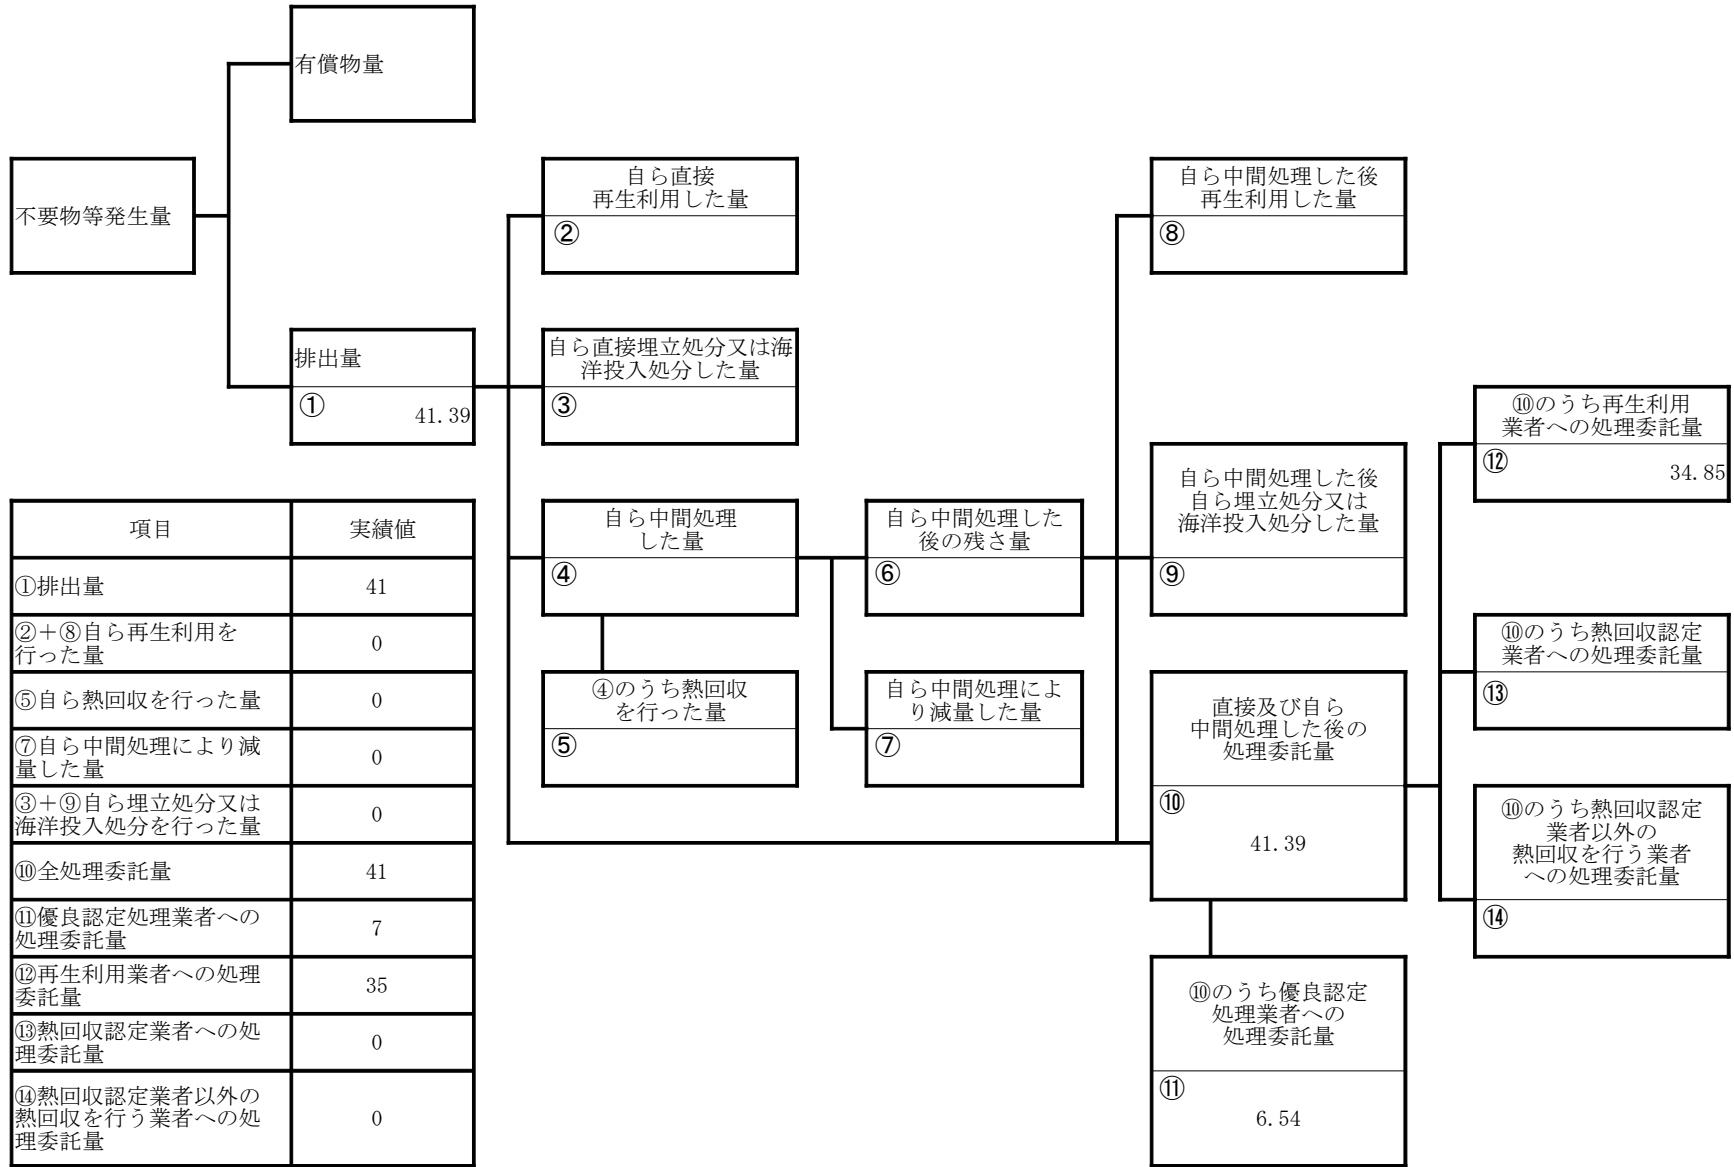 有償物量
不要物等発生量
自ら直接
再生利用した量
②
自ら中間処理した後
再生利用した量
⑧
排出量
①
41.39
自ら直接埋立処分又は海
洋投入処分した量
③
⑩のうち再生利用
業者への処理委託量
⑫
34.85
自ら中間処理
した量
④
自ら中間処理した
後の残さ量
⑥
自ら中間処理した後
自ら埋立処分又は
海洋投入処分した量
⑨
⑩のうち熱回収認定
業者への処理委託量
⑬
④のうち熱回収
を行った量
⑤
自ら中間処理によ
り減量した量
⑦
直接及び自ら
中間処理した後の
処理委託量
⑩
41.39
⑩のうち熱回収認定
業者以外の
熱回収を行う業者
への処理委託量
⑭
⑩のうち優良認定
処理業者への
処理委託量
⑪
6.54
項目 実績値
①排出量 41
②＋⑧自ら再生利用を
行った量 0
⑤自ら熱回収を行った量 0
⑦自ら中間処理により減
量した量 0
③＋⑨自ら埋立処分又は
海洋投入処分を行った量 0
⑩全処理委託量 41
⑪優良認定処理業者への
処理委託量 7
⑫再生利用業者への処理
委託量 35
⑬熱回収認定業者への処
理委託量 0
⑭熱回収認定業者以外の
熱回収を行う業者への処
理委託量 0